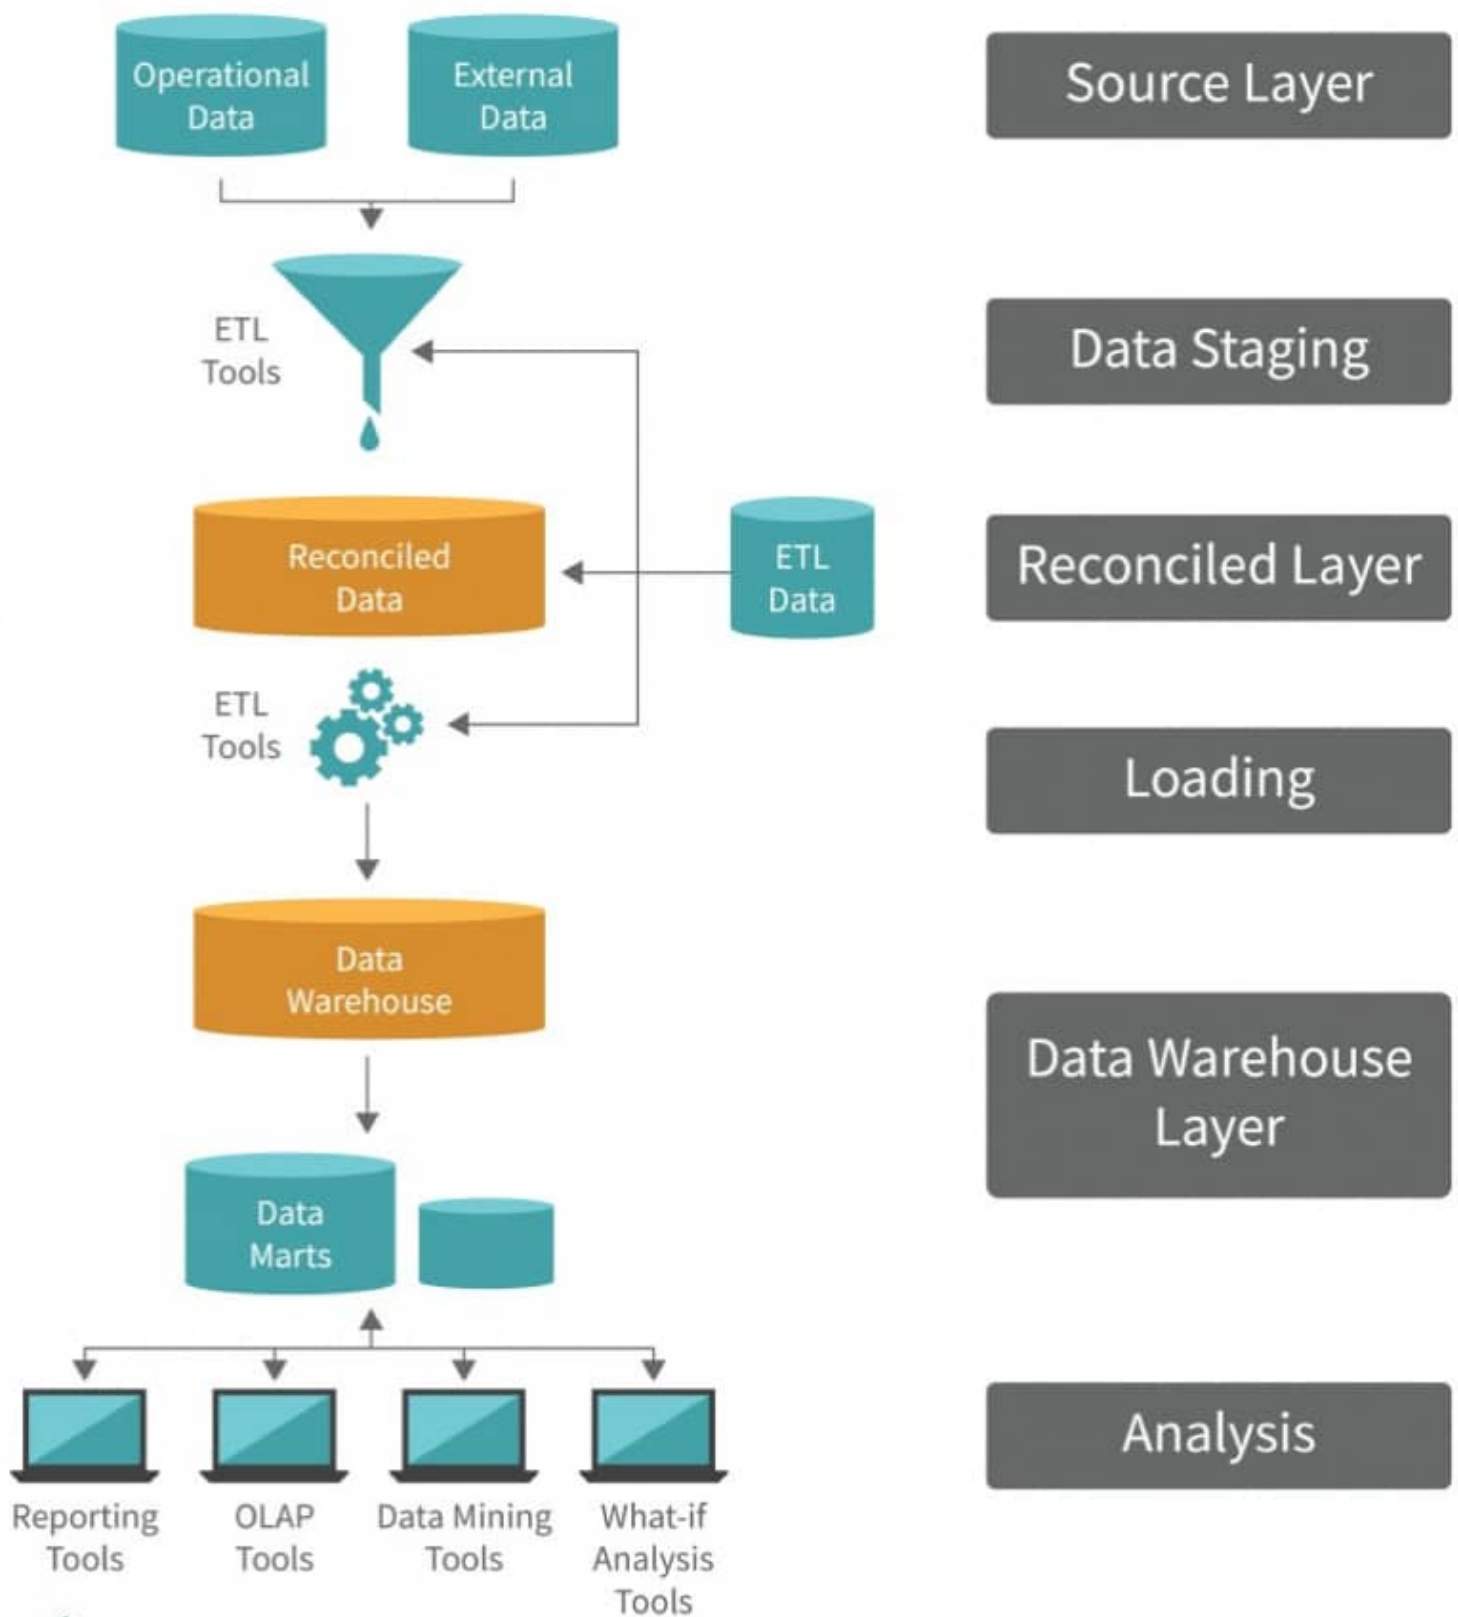 Operational
Data
External
Data
Source Layer
ETL
Tools
Data Staging
Reconciled
Data
ETL
Data
Reconciled Layer
ETL
Tools
Loading
Data
Warehouse
Data Warehouse
Layer
Data
Marts
Analysis
Reporting
Tools
OLAP
Tools
Data Mining
Tools
What-if
Analysis
Tools